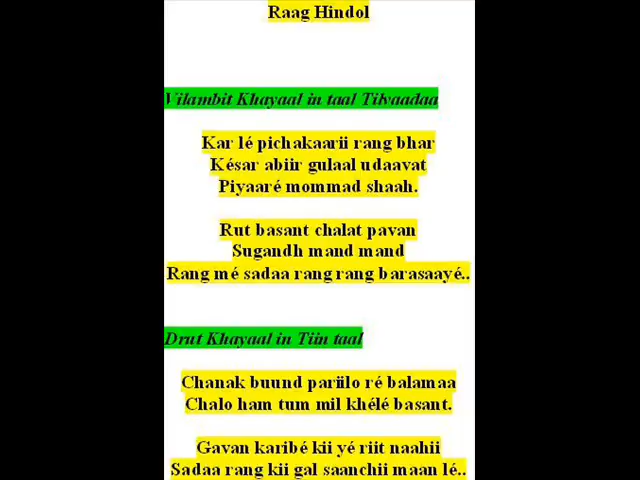 Raag Hindol
Vilambit Khayaal in taal Tilvaadaa
Kar lé pichakaarii rang bhar
Késar abiir gulaal udaavat
Piyaaré mommad shaah.
Rut basant chalat pavan
Sugandh mand mand
Rang mé sadaa rang rang barasaayé..
Drut Khayaal in Tiin taal
Chanak buund pariilo ré balamaa
Chalo ham tum mil khélé basant.
Gavan karibé kii yé riit naahii
Sadaa rang kii gal saanchii maan lé..